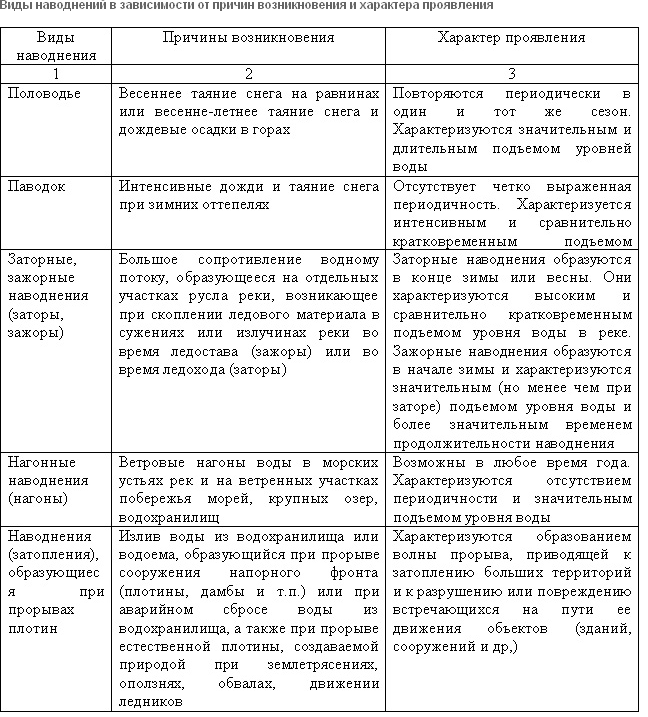 Виды наводнений в зависимости от причин возникновения и характера проявления
Виды
наводнения
Причины возникновения
Характер проявления
1
2
3
Половодье
Весеннее таяние снега на равнинах
или весенне-летнее таяние снега и
дождевые осадки в горах
Повторяются периодически в
один и тот же сезон.
Характеризуются значительным и
длительным подъемом уровней
воды
Паводок
Интенсивные дожди и таяние снега
при зимних оттепелях
Отсутствует четко выраженная
периодичность. Характеризуется
интенсивным и сравнительно
кратковременным подъемом
Заторные,
зажорные
наводнения
(заторы,
зажоры)
Большое сопротивление водному
потоку, образующееся на отдельных
участках русла реки, возникающее
при скоплении ледового материала в
сужениях или излучинах реки во
время ледостава (зажоры) или во
время ледохода (заторы)
Заторные наводнения образуются
в конце зимы или весны. Они
характеризуются высоким и
сравнительно кратковременным
подъемом уровня воды в реке.
Зажорные наводнения образуются
в начале зимы и характеризуются
значительным (но менее чем при
заторе) подъемом уровня воды и
более значительным временем
продолжительности наводнения
Нагонные
наводнения
(нагоны)
Ветровые нагоны воды в морских
устьях рек и на ветренных участках
побережья морей, крупных озер,
водохранилищ
Возможны в любое время года.
Характеризуются отсутствием
периодичности и значительным
подъемом уровня воды
Наводнения
(затопления),
образующиес
я при
прорывах
плотин
Излив воды из водохранилища или
водоема, образующийся при прорыве
сооружения напорного фронта
(плотины, дамбы и т.п.) или при
аварийном сбросе воды из
водохранилища, а также при прорыве
естественной плотины, создаваемой
природой при землетрясениях,
оползнях, обвалах, движении
ледников
Характеризуются образованием
волны прорыва, приводящей к
затоплению больших территорий
и к разрушению или повреждению
встречающихся на пути ее
движения объектов (зданий,
сооружений и др,)